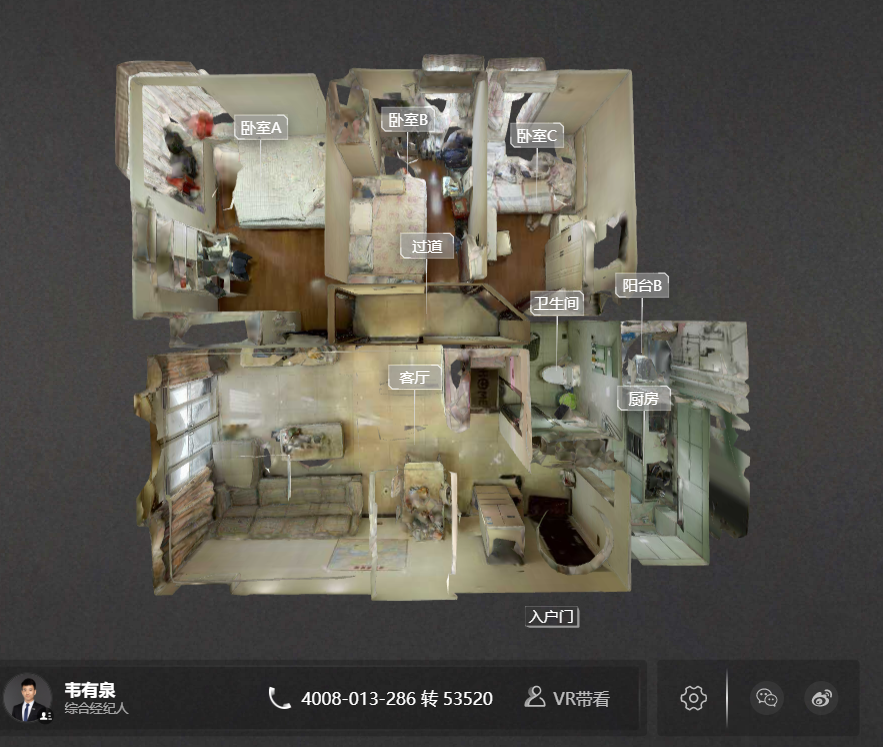 卧室A
卧室B
卧室C
过道
阳台B
卫生间
客厅
厨房
入户门
韦有泉
综合经纪人
4008-013-286 转 53520
VR带看